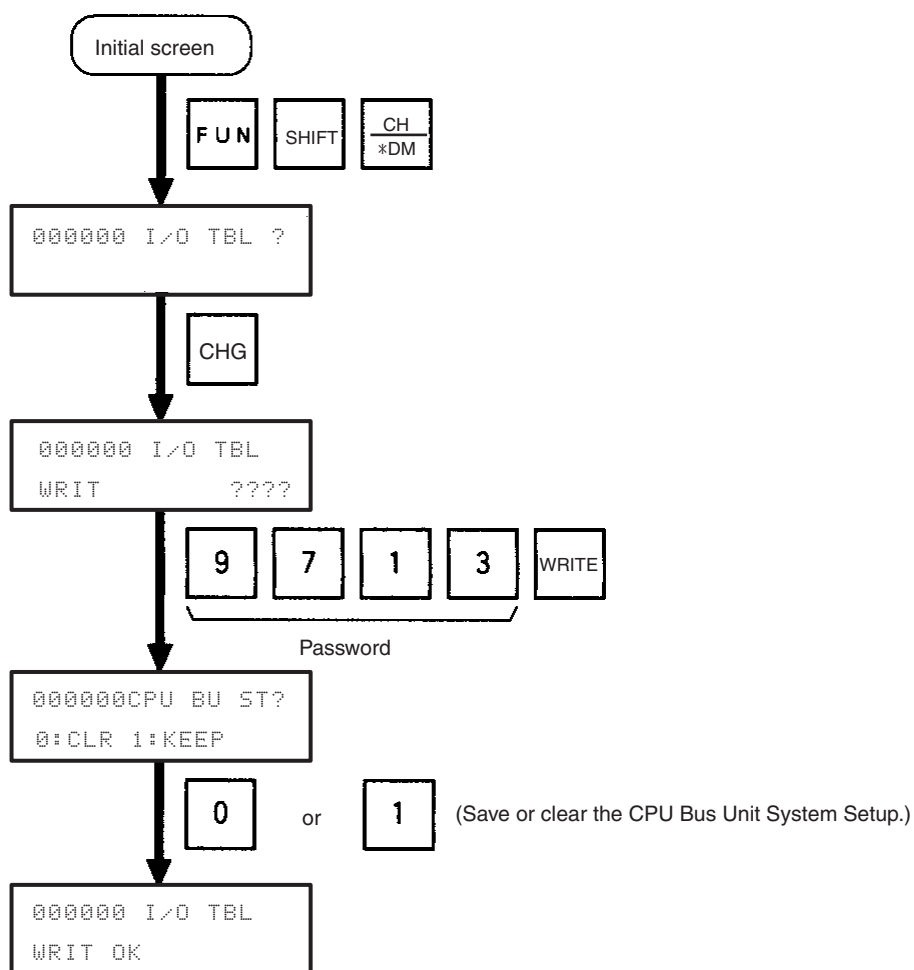 Initial screen
FUN SHIFT CH
*DM
000000 I/O TBL ?
CHG
000000 I/O TBL
WRIT ????
9 7 1 3 WRITE
Password
000000CPU BU ST?
0:CLR 1:KEEP
0 or 1 (Save or clear the CPU Bus Unit System Setup.)
000000 I/O TBL
WRIT OK